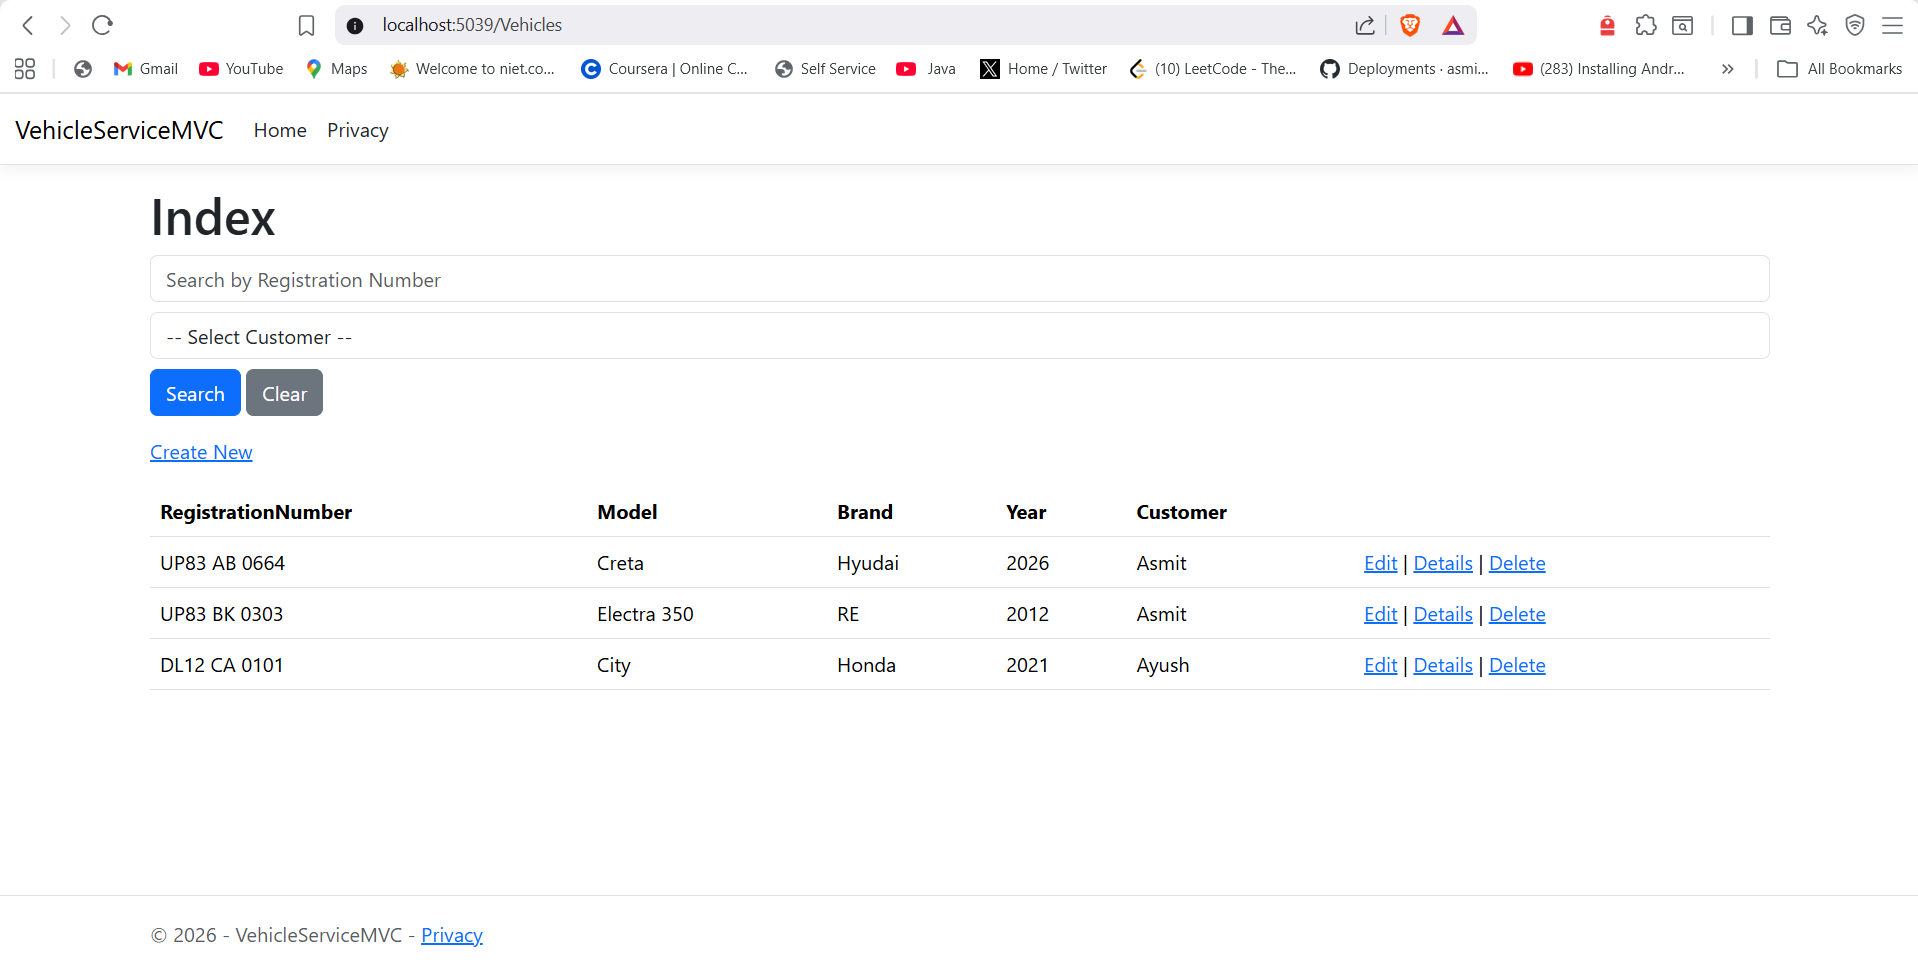 localhost:5039/Vehicles
Gmail YouTube Maps Welcome to niet.co... Coursera | Online C... Self Service Java Home / Twitter (10) LeetCode - The... Deployments · asmi... (283) Installing Andr... » All Bookmarks
VehicleServiceMVC Home Privacy
Index
Search by Registration Number
-- Select Customer --
Search Clear
Create New
RegistrationNumber Model Brand Year Customer
UP83 AB 0664 Creta Hyudai 2026 Asmit Edit | Details | Delete
UP83 BK 0303 Electra 350 RE 2012 Asmit Edit | Details | Delete
DL12 CA 0101 City Honda 2021 Ayush Edit | Details | Delete
© 2026 - VehicleServiceMVC - Privacy